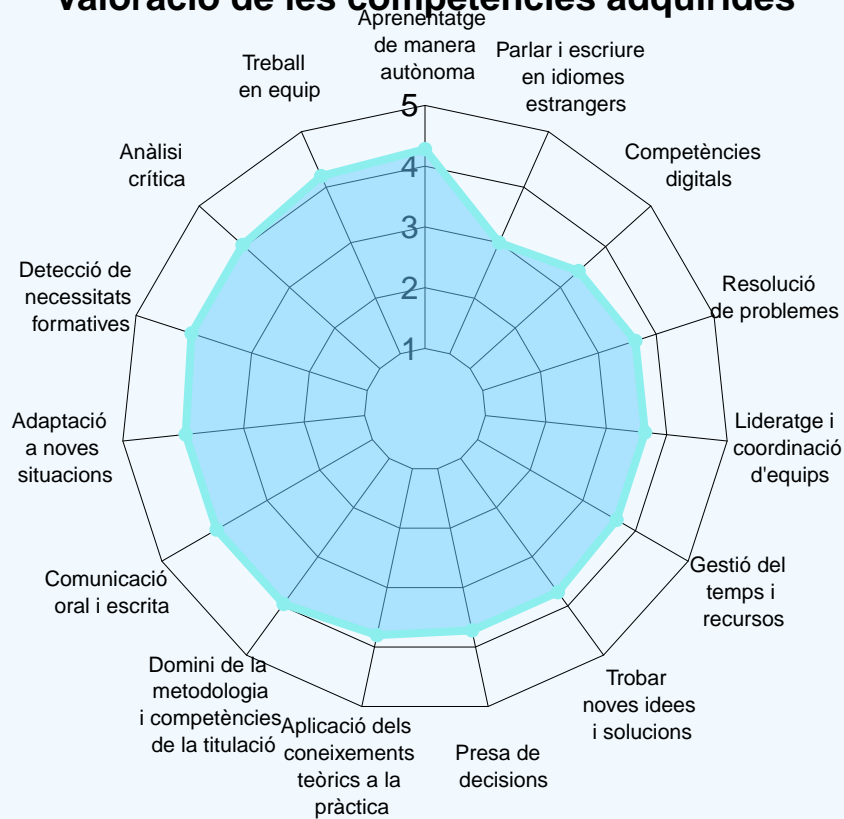 Valoració de les competències adquirides
Aprenentatge
de manera
autònoma
Parlar i escriure
en idiomes
estrangers
Competències
digitals
Resolució
de problemes
Lideratge i
coordinació
d'equips
Gestió del
temps i
recursos
Trobar
noves idees
i solucions
Presa de
decisions
Aplicació dels
coneixements
teòrics a la
pràctica
Domini de la
metodologia
i competències
de la titulació
Comunicació
oral i escrita
Adaptació
a noves
situacions
Detecció de
necessitats
formatives
Anàlisi
crítica
Treball
en equip
5
4
3
2
1